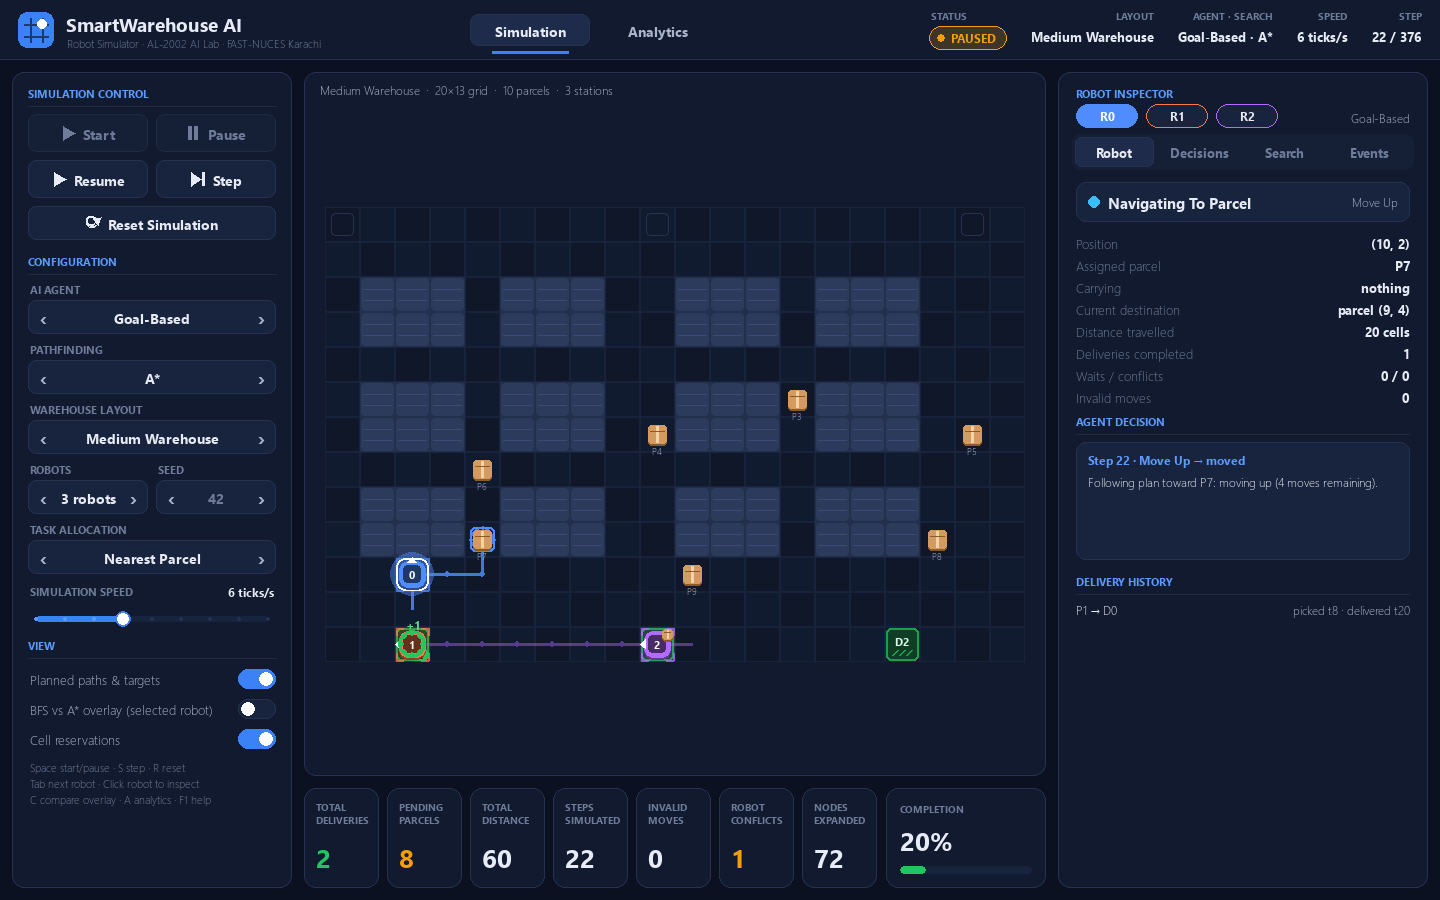 SmartWarehouse AI
Robot Simulator · AL-2002 AI Lab · FAST-NUCES Karachi
Simulation
Analytics
STATUS
PAUSED
LAYOUT
Medium Warehouse
AGENT · SEARCH
Goal-Based · A*
SPEED
6 ticks/s
STEP
22 / 376
SIMULATION CONTROL
Start
Pause
Resume
Step
Reset Simulation
CONFIGURATION
AI AGENT
‹ Goal-Based ›
PATHFINDING
‹ A* ›
WAREHOUSE LAYOUT
‹ Medium Warehouse ›
ROBOTS
SEED
‹ 3 robots ›
‹ 42 ›
TASK ALLOCATION
‹ Nearest Parcel ›
SIMULATION SPEED 6 ticks/s
VIEW
Planned paths & targets
BFS vs A* overlay (selected robot)
Cell reservations
Space start/pause · S step · R reset
Tab next robot · Click robot to inspect
C compare overlay · A analytics · F1 help
Medium Warehouse · 20×13 grid · 10 parcels · 3 stations
P3
P4
P5
P6
P7
P8
0
P9
+1
1
2
D2
TOTAL
DELIVERIES
2
PENDING
PARCELS
8
TOTAL
DISTANCE
60
STEPS
SIMULATED
22
INVALID
MOVES
0
ROBOT
CONFLICTS
1
NODES
EXPANDED
72
COMPLETION
20%
ROBOT INSPECTOR
R0
R1
R2
Goal-Based
Robot
Decisions
Search
Events
Navigating To Parcel
Move Up
Position (10, 2)
Assigned parcel P7
Carrying nothing
Current destination parcel (9, 4)
Distance travelled 20 cells
Deliveries completed 1
Waits / conflicts 0 / 0
Invalid moves 0
AGENT DECISION
Step 22 · Move Up → moved
Following plan toward P7: moving up (4 moves remaining).
DELIVERY HISTORY
P1 → D0 picked t8 · delivered t20